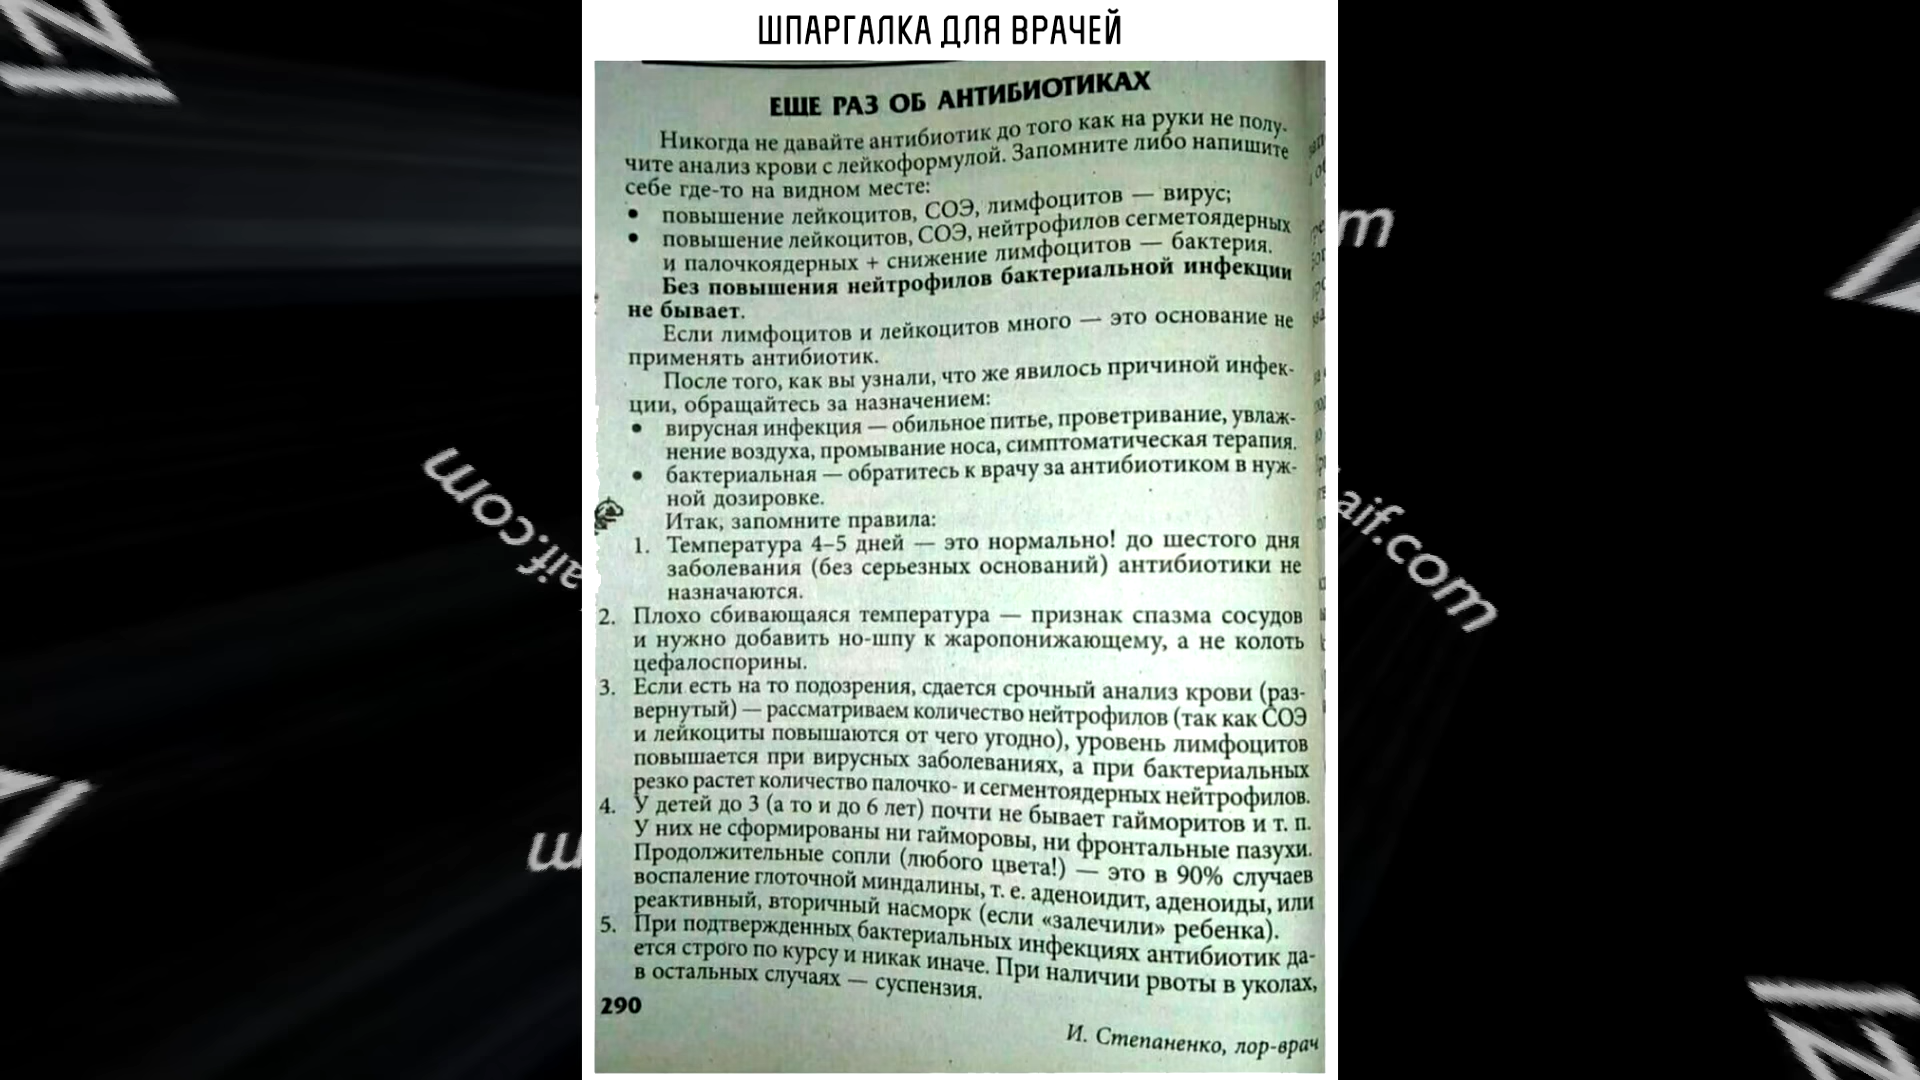 ШПАРГАЛКА ДЛЯ ВРАЧЕЙ
ЕЩЕ РАЗ ОБ АНТИБИОТИКАХ
Никогда не давайте антибиотик до того как на руки не полу-
чите анализ крови с лейкоформулой. Запомните либо напишите
себе где-то на видном месте:
• повышение лейкоцитов, СОЭ, лимфоцитов — вирус;
• повышение лейкоцитов, СОЭ, нейтрофилов сегметоядерных
и палочкоядерных + снижение лимфоцитов — бактерия.
Без повышения нейтрофилов бактериальной инфекции
не бывает.
Если лимфоцитов и лейкоцитов много — это основание не
применять антибиотик.
После того, как вы узнали, что же явилось причиной инфек-
ции, обращайтесь за назначением:
• вирусная инфекция — обильное питье, проветривание, увлаж-
нение воздуха, промывание носа, симптоматическая терапия.
• бактериальная — обратитесь к врачу за антибиотиком в нуж-
ной дозировке.
Итак, запомните правила:
1. Температура 4–5 дней — это нормально! до шестого дня
заболевания (без серьезных оснований) антибиотики не
назначаются.
2. Плохо сбивающаяся температура — признак спазма сосудов
и нужно добавить но-шпу к жаропонижающему, а не колоть
цефалоспорины.
3. Если есть на то подозрения, сдается срочный анализ крови (раз-
вернутый) — рассматриваем количество нейтрофилов (так как СОЭ
и лейкоциты повышаются от чего угодно), уровень лимфоцитов
повышается при вирусных заболеваниях, а при бактериальных
резко растет количество палочко- и сегментоядерных нейтрофилов.
4. У детей до 3 (а то и до 6 лет) почти не бывает гайморитов и т. п.
У них не сформированы ни гайморовы, ни фронтальные пазухи.
Продолжительные сопли (любого цвета!) — это в 90% случаев
воспаление глоточной миндалины, т. е. аденоидит, аденоиды, или
реактивный, вторичный насморк (если «залечили» ребенка).
5. При подтвержденных бактериальных инфекциях антибиотик да-
ется строго по курсу и никак иначе. При наличии рвоты в уколах,
в остальных случаях — суспензия.
290
И. Степаненко, лор-врач
aif.com
aif.com